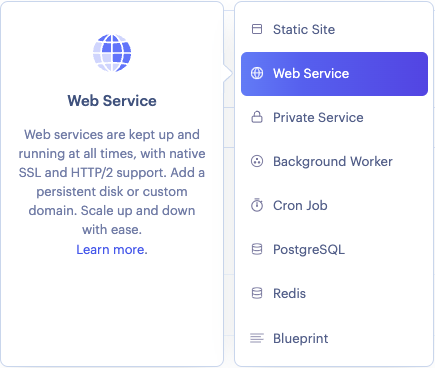 Web Service
Web services are kept up and
running at all times, with native
SSL and HTTP/2 support. Add a
persistent disk or custom
domain. Scale up and down
with ease.
Learn more.
Static Site
Web Service
Private Service
Background Worker
Cron Job
PostgreSQL
Redis
Blueprint